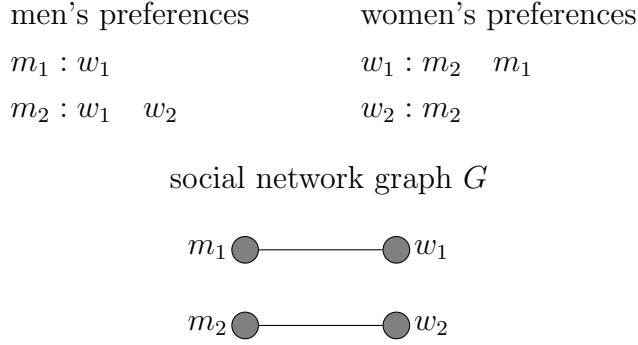 men's preferences women's preferences
m₁ : w₁ w₁ : m₂ m₁
m₂ : w₁ w₂ w₂ : m₂
social network graph G
m₁ w₁
m₂ w₂